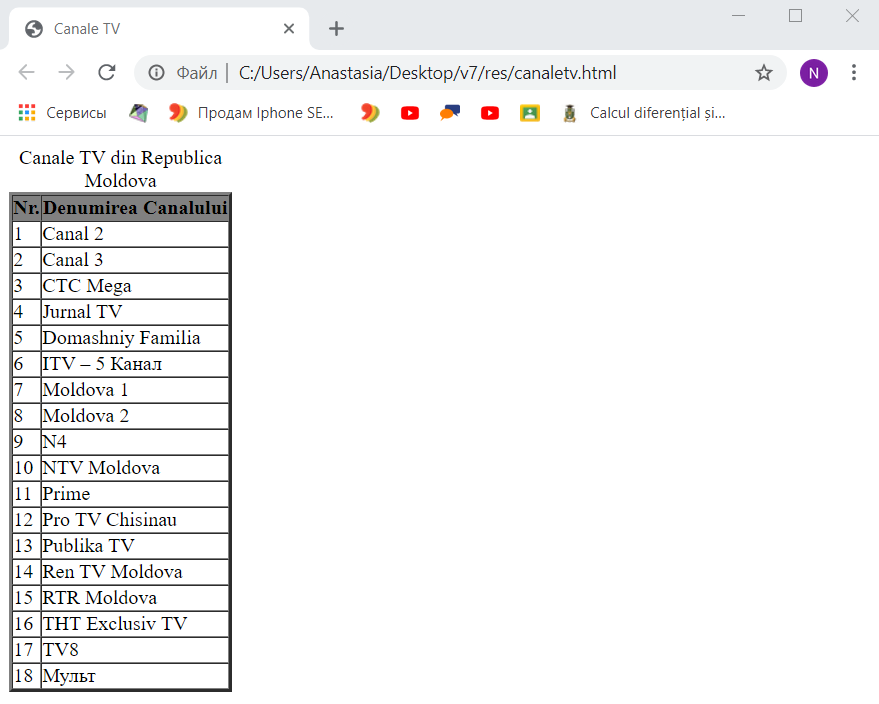 Canale TV
Файл | C:/Users/Anastasia/Desktop/v7/res/canaletv.html
N
Сервисы
Продам Iphone SE...
Calcul diferențial și...
Canale TV din Republica
Moldova
Nr. Denumirea Canalului
1 Canal 2
2 Canal 3
3 CTC Mega
4 Jurnal TV
5 Domashniy Familia
6 ITV – 5 Канал
7 Moldova 1
8 Moldova 2
9 N4
10 NTV Moldova
11 Prime
12 Pro TV Chisinau
13 Publika TV
14 Ren TV Moldova
15 RTR Moldova
16 THT Exclusiv TV
17 TV8
18 Мульт